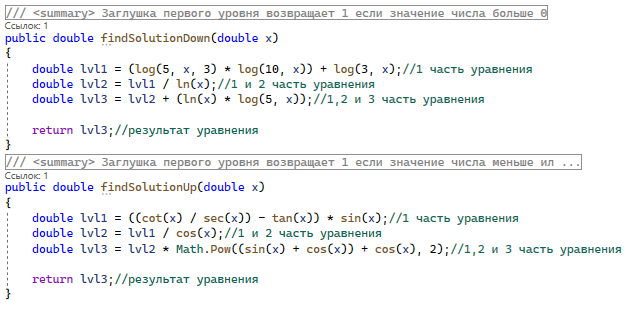 /// <summary> Заглушка первого уровня возвращает 1 если значение числа больше 0
Ссылок: 1
public double findSolutionDown(double x)
{
double lvl1 = (log(5, x, 3) * log(10, x)) + log(3, x);//1 часть уравнения
double lvl2 = lvl1 / ln(x);//1 и 2 часть уравнения
double lvl3 = lvl2 + (ln(x) * log(5, x));//1,2 и 3 часть уравнения
return lvl3;//результат уравнения
}
/// <summary> Заглушка первого уровня возвращает 1 если значение числа меньше ил ...
Ссылок: 1
public double findSolutionUp(double x)
{
double lvl1 = ((cot(x) / sec(x)) - tan(x)) * sin(x);//1 часть уравнения
double lvl2 = lvl1 / cos(x);//1 и 2 часть уравнения
double lvl3 = lvl2 * Math.Pow((sin(x) + cos(x)) + cos(x), 2);//1,2 и 3 часть уравнения
return lvl3;//результат уравнения
}